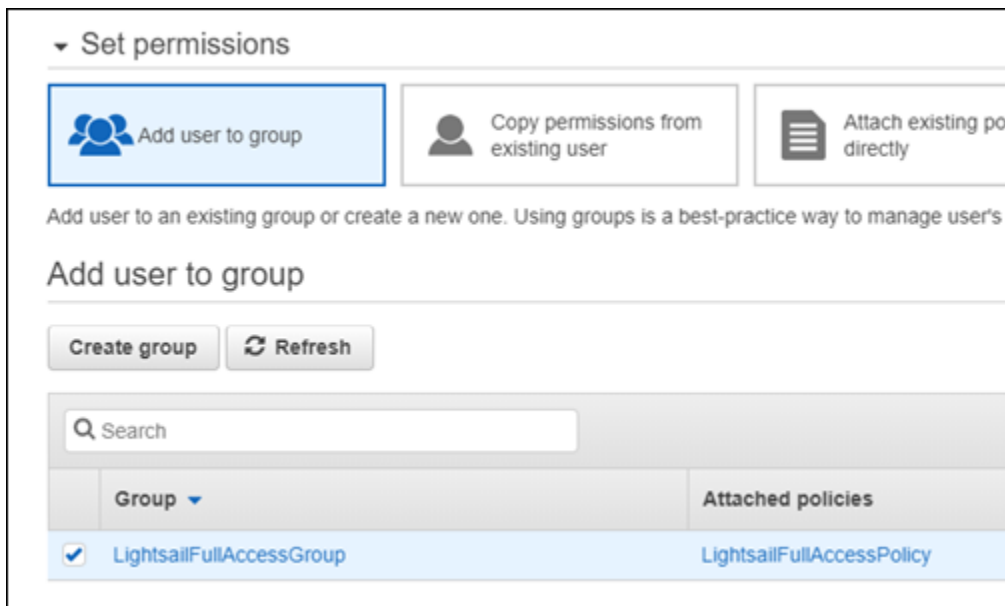 Set permissions
Add user to group
Copy permissions from
existing user
Attach existing po
directly
Add user to an existing group or create a new one. Using groups is a best-practice way to manage user's
Add user to group
Create group
Refresh
Search
Group
Attached policies
LightsailFullAccessGroup
LightsailFullAccessPolicy